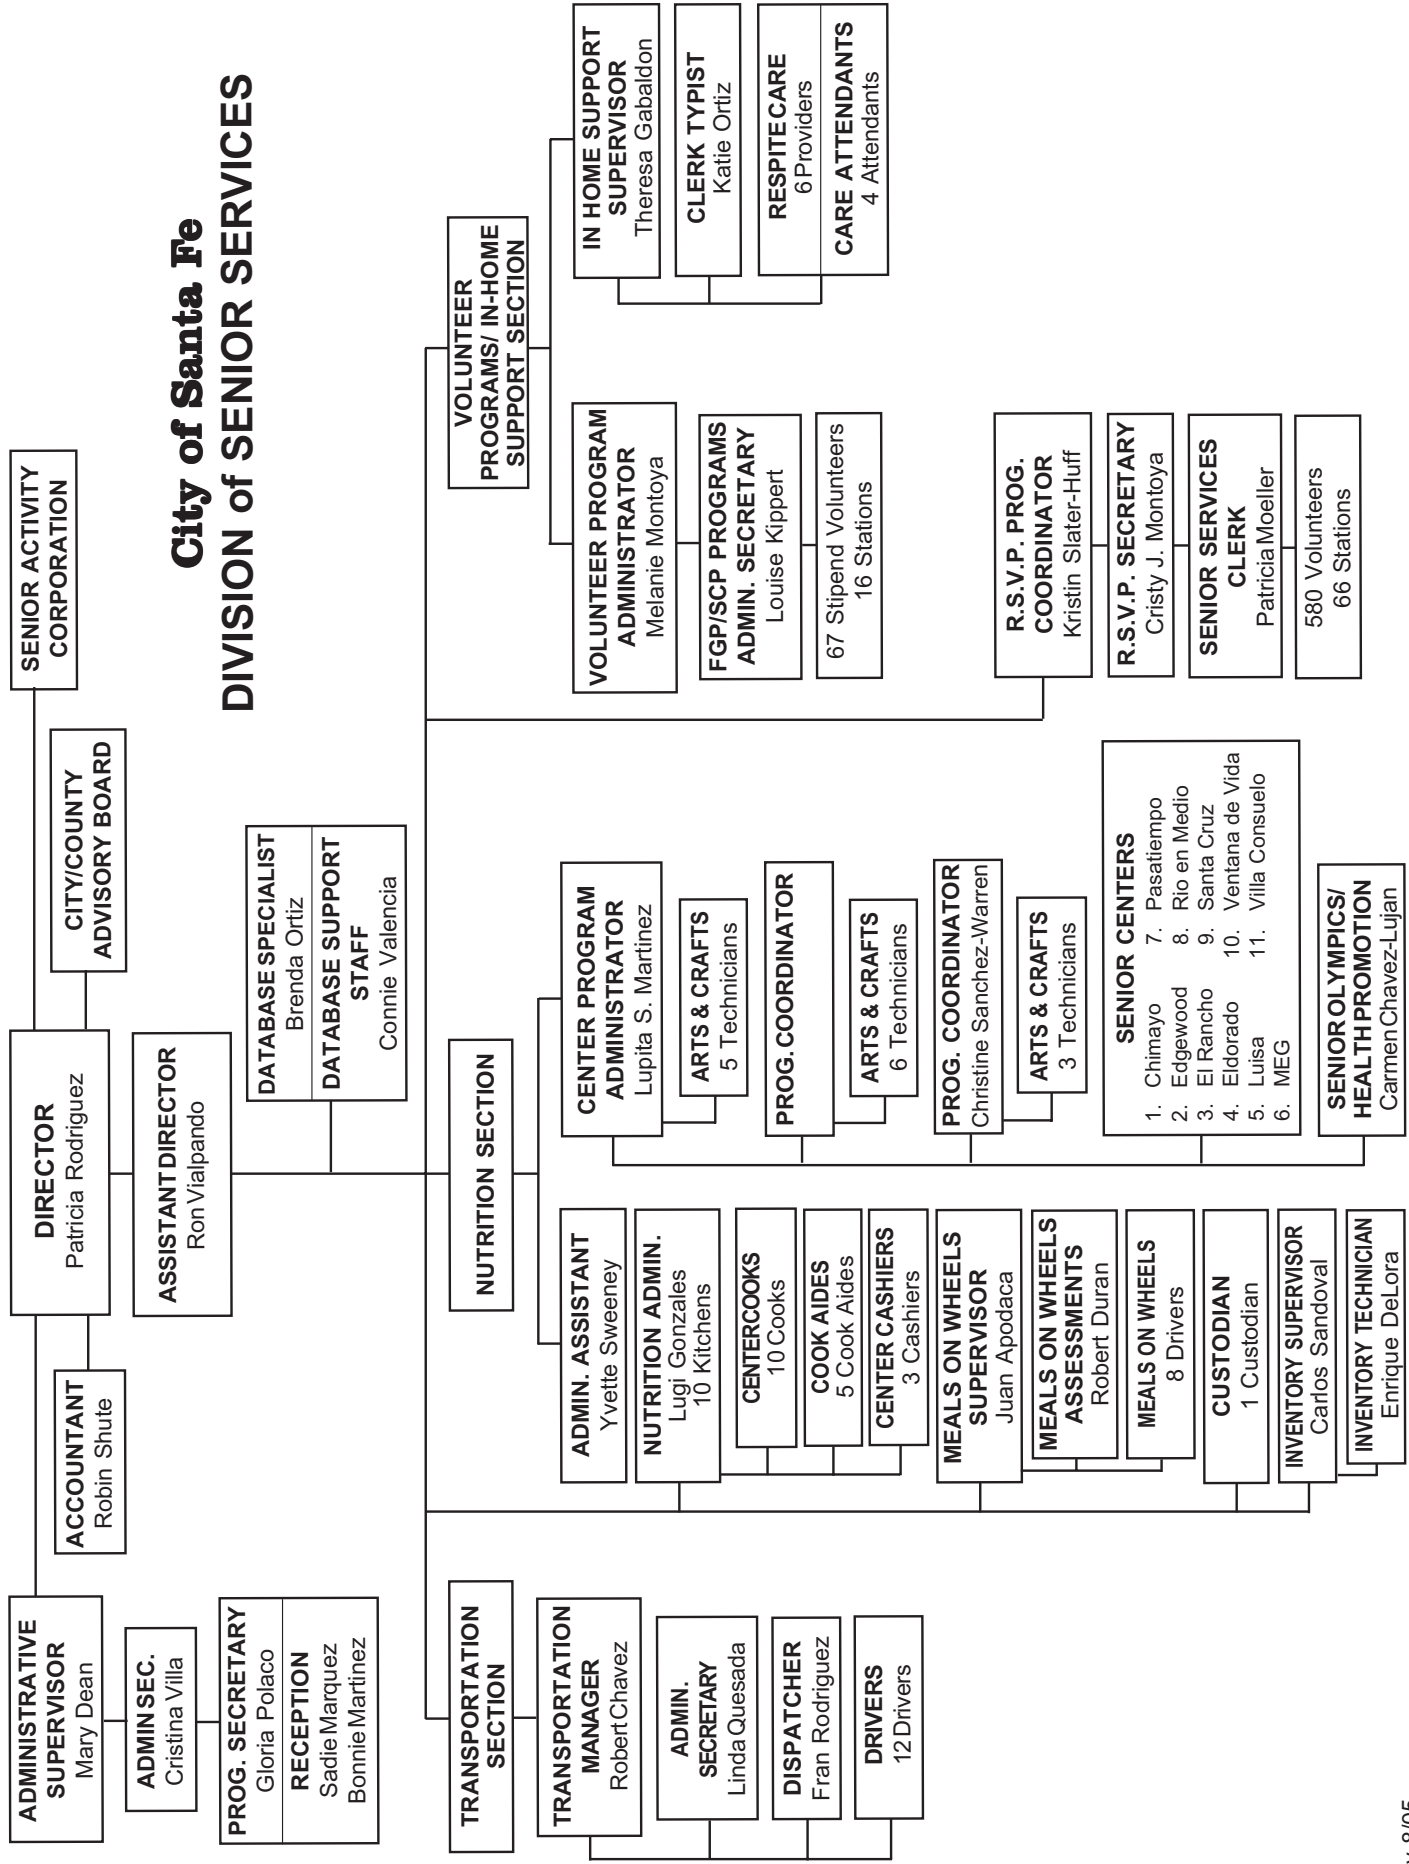 City of Santa Fe
DIVISION of SENIOR SERVICES
SENIOR ACTIVITY
CORPORATION
CITY/COUNTY
ADVISORY BOARD
DIRECTOR
Patricia Rodriguez
ADMINISTRATIVE
SUPERVISOR
Mary Dean
ACCOUNTANT
Robin Shute
ASSISTANT DIRECTOR
Ron Vialpando
ADMIN SEC.
Cristina Villa
PROG. SECRETARY
Gloria Polaco
RECEPTION
Sadie Marquez
Bonnie Martinez
DATABASE SPECIALIST
Brenda Ortiz
DATABASE SUPPORT
STAFF
Connie Valencia
TRANSPORTATION
SECTION
TRANSPORTATION
MANAGER
Robert Chavez
ADMIN.
SECRETARY
Linda Quesada
DISPATCHER
Fran Rodriguez
DRIVERS
12 Drivers
NUTRITION SECTION
ADMIN. ASSISTANT
Yvette Sweeney
NUTRITION ADMIN.
Lugi Gonzales
10 Kitchens
CENTER COOKS
10 Cooks
COOK AIDES
5 Cook Aides
CENTER CASHIERS
3 Cashiers
MEALS ON WHEELS
SUPERVISOR
Juan Apodaca
MEALS ON WHEELS
ASSESSMENTS
Robert Duran
MEALS ON WHEELS
8 Drivers
CUSTODIAN
1 Custodian
INVENTORY SUPERVISOR
Carlos Sandoval
INVENTORY TECHNICIAN
Enrique DeLora
CENTER PROGRAM
ADMINISTRATOR
Lupita S. Martinez
ARTS & CRAFTS
5 Technicians
PROG. COORDINATOR
ARTS & CRAFTS
6 Technicians
PROG. COORDINATOR
Christine Sanchez-Warren
ARTS & CRAFTS
3 Technicians
SENIOR CENTERS
1. Chimayo 7. Pasatiempo
2. Edgewood 8. Rio en Medio
3. El Rancho 9. Santa Cruz
4. Eldorado 10. Ventana de Vida
5. Luisa 11. Villa Consuelo
6. MEG
SENIOR OLYMPICS/
HEALTH PROMOTION
Carmen Chavez-Lujan
VOLUNTEER
PROGRAMS/ IN-HOME
SUPPORT SECTION
VOLUNTEER PROGRAM
ADMINISTRATOR
Melanie Montoya
FGP/SCP PROGRAMS
ADMIN. SECRETARY
Louise Kippert
67 Stipend Volunteers
16 Stations
IN HOME SUPPORT
SUPERVISOR
Theresa Gabaldon
CLERK TYPIST
Katie Ortiz
RESPITE CARE
6 Providers
CARE ATTENDANTS
4 Attendants
R.S.V.P. PROG.
COORDINATOR
Kristin Slater-Huff
R.S.V.P. SECRETARY
Cristy J. Montoya
SENIOR SERVICES
CLERK
Patricia Moeller
580 Volunteers
66 Stations